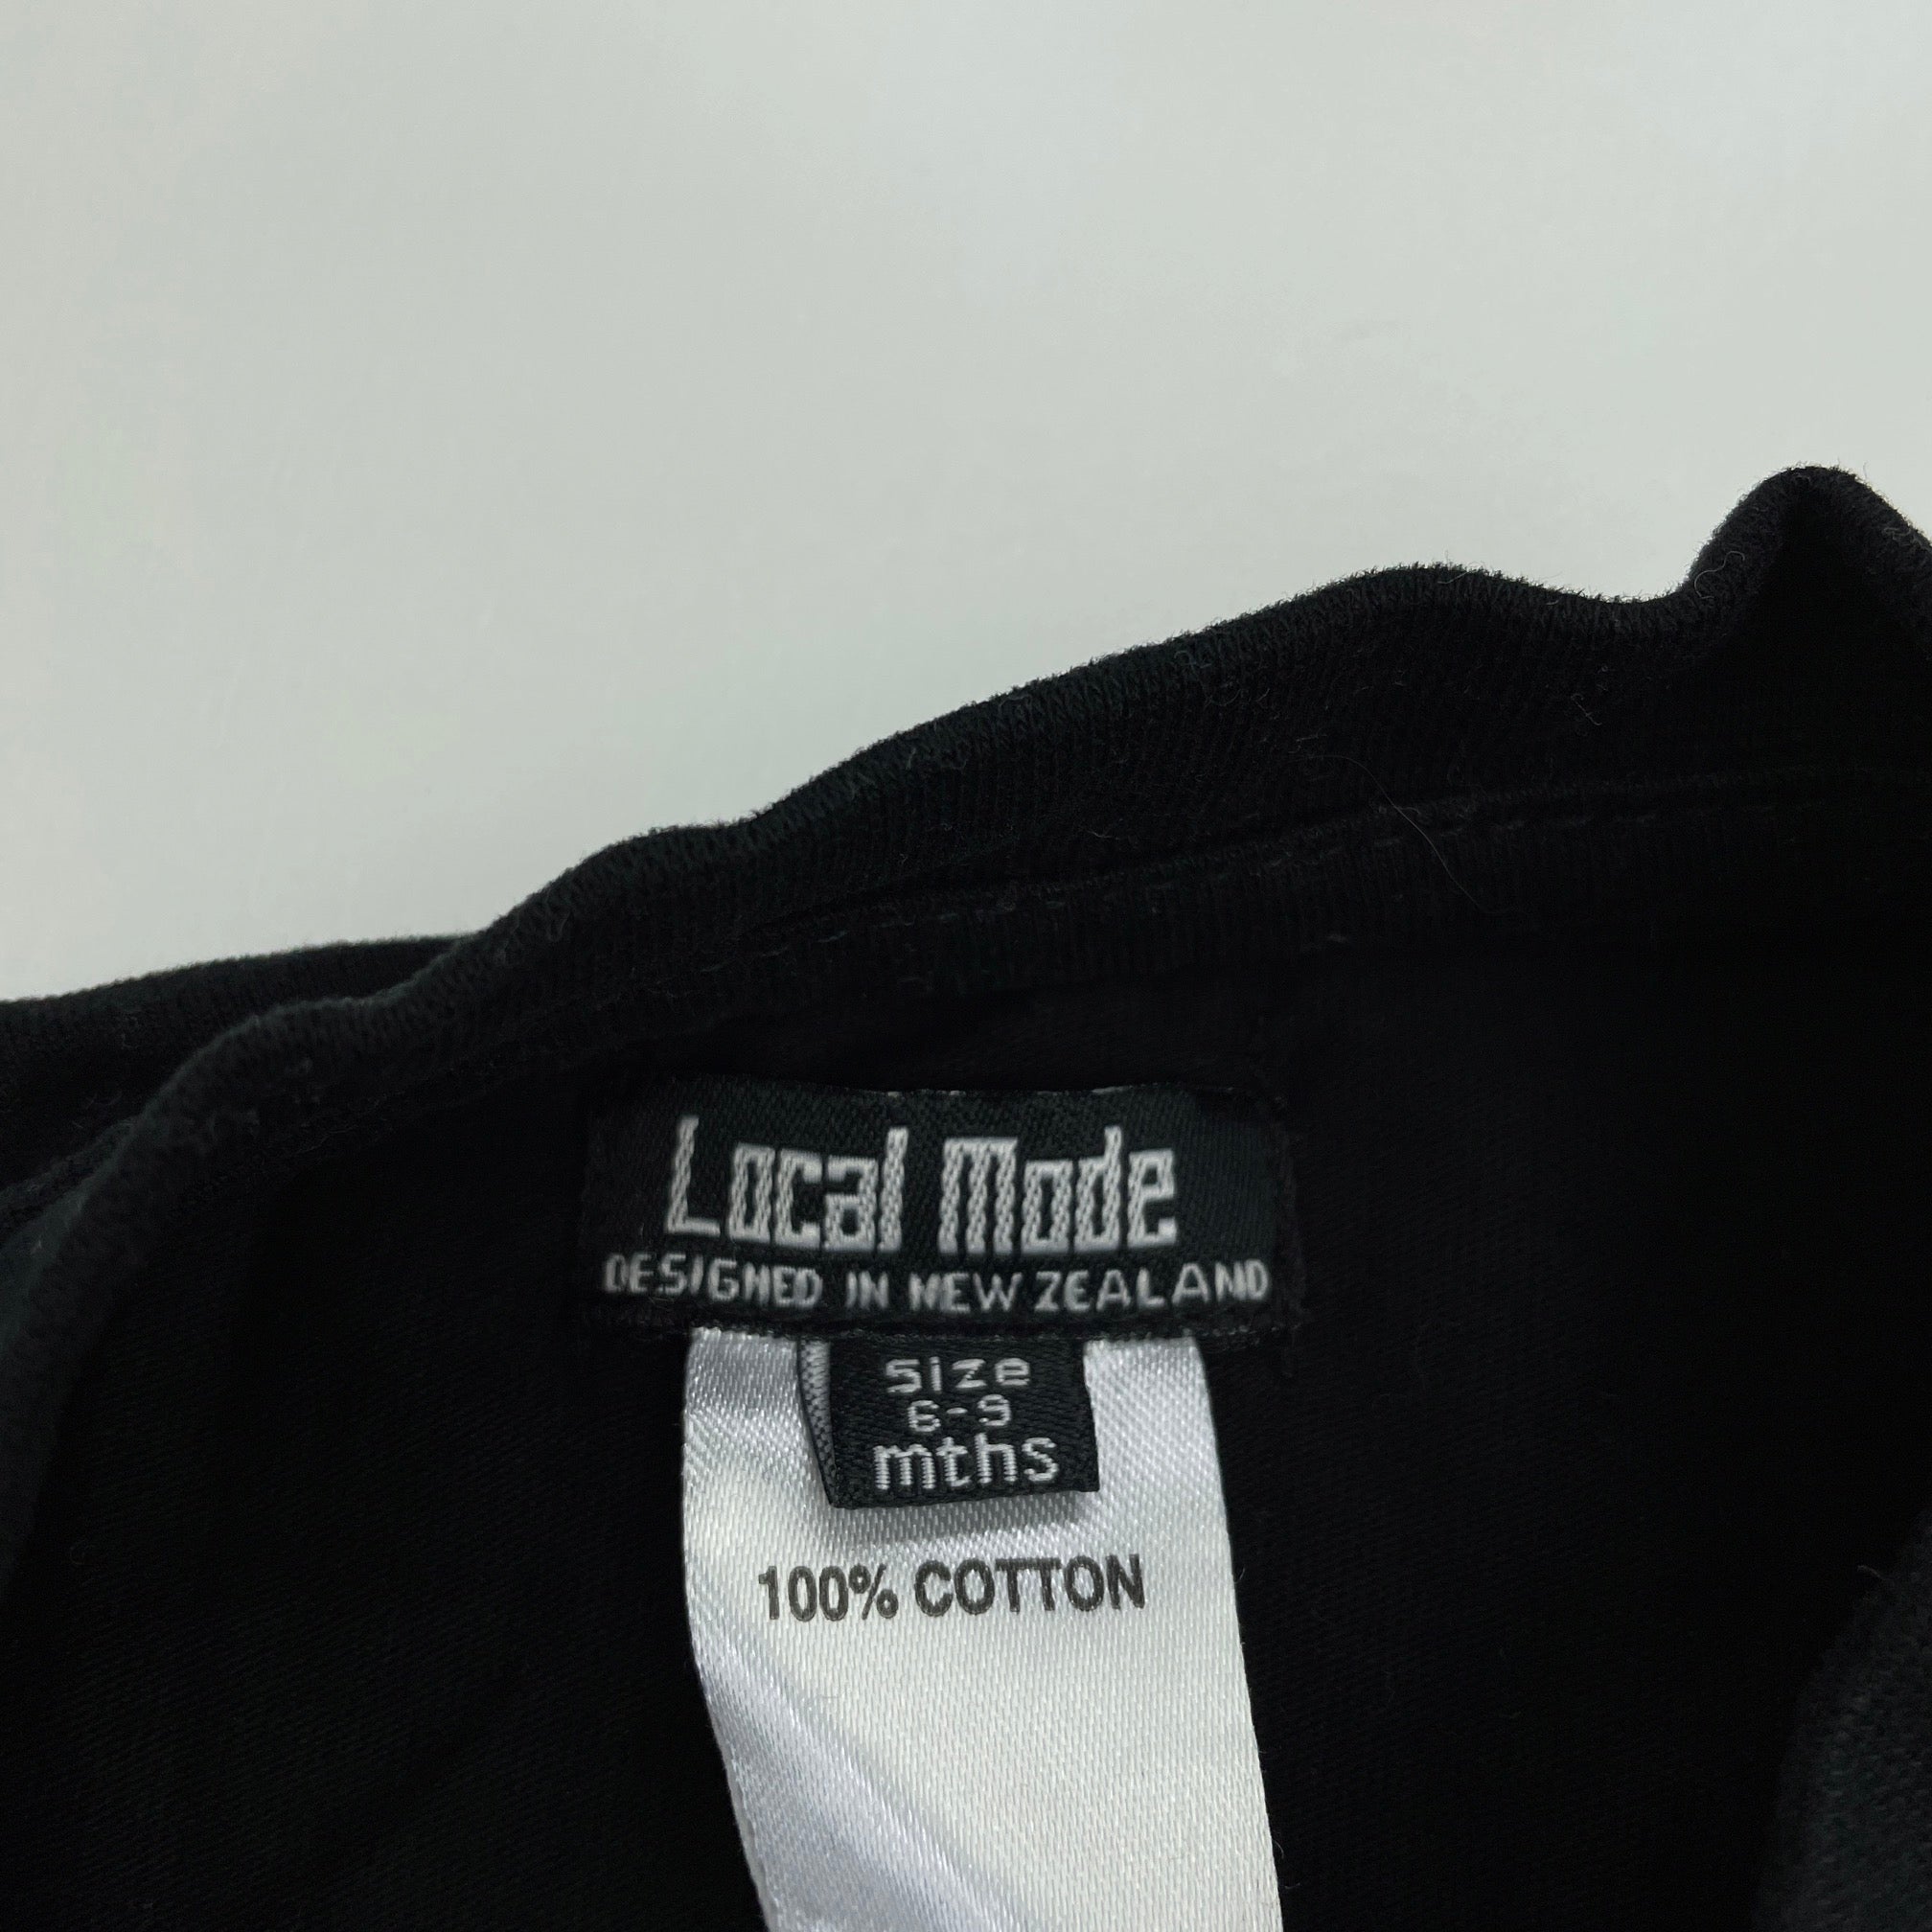 Local Mode
DESIGNED IN NEW ZEALAND
Size
6-9
mths
100% COTTON